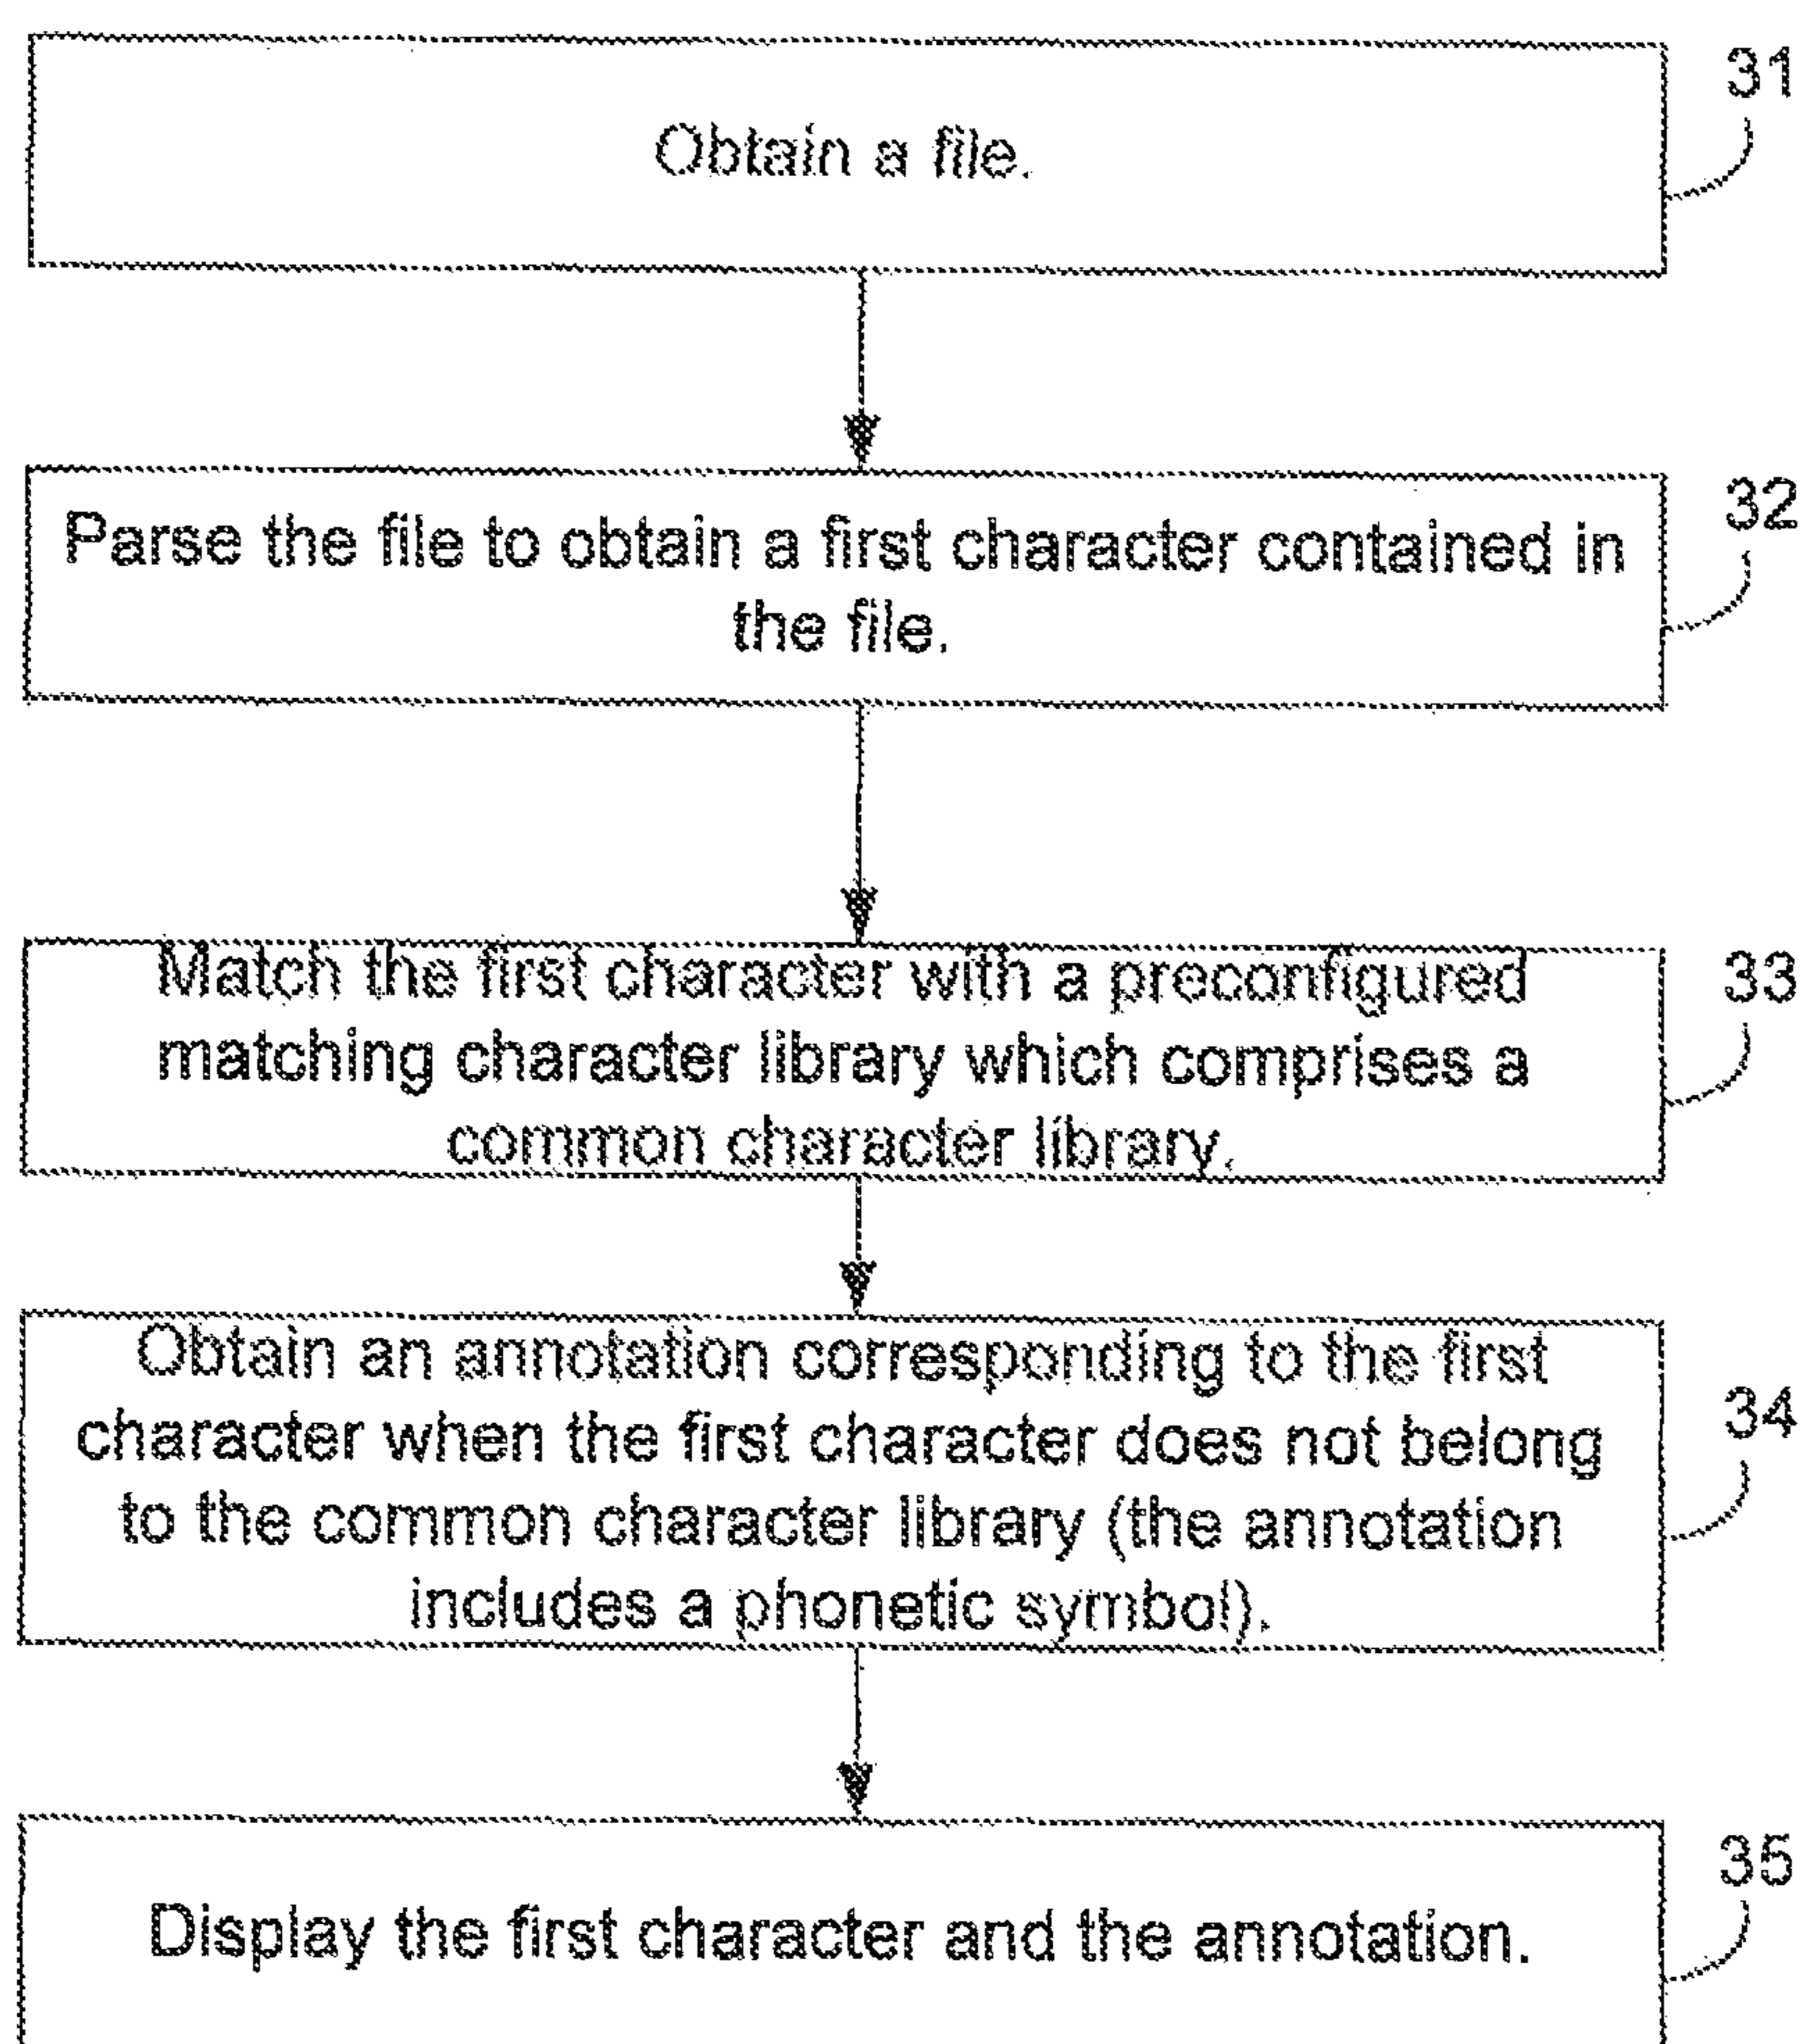 31
Obtain a file.
32
Parse the file to obtain a first character contained in
the file.
33
Match the first character with a preconfigured
matching character library which comprises a
common character library.
34
Obtain an annotation corresponding to the first
character when the first character does not belong
to the common character library (the annotation
includes a phonetic symbol).
35
Display the first character and the annotation.